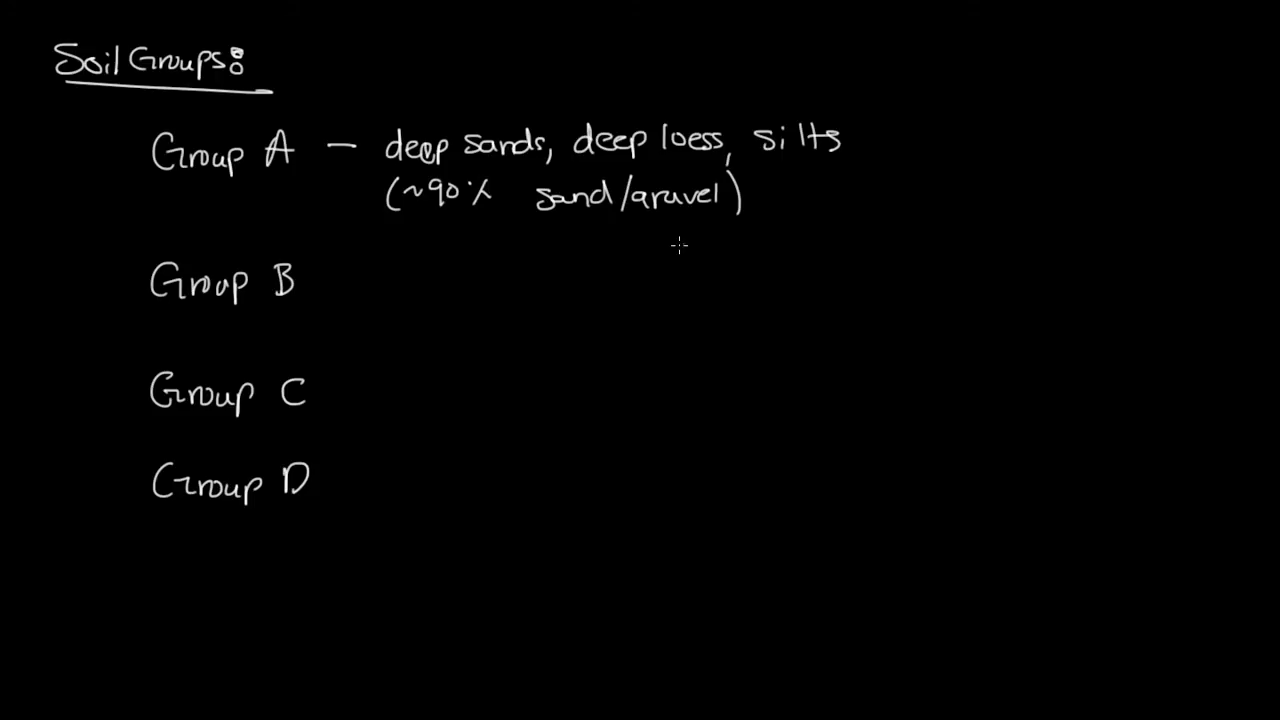 Soil Groups:
Group A - deep sands, deep loess, silts
(~90% sand/gravel)
Group B
Group C
Group D